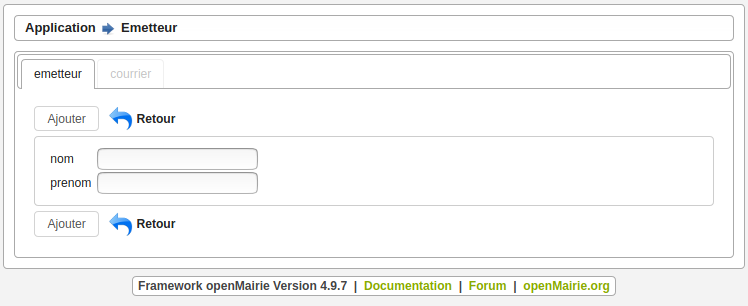 Application Emetteur
emetteur courrier
Ajouter Retour
nom
prenom
Ajouter Retour
Framework openMairie Version 4.9.7 | Documentation | Forum | openMairie.org